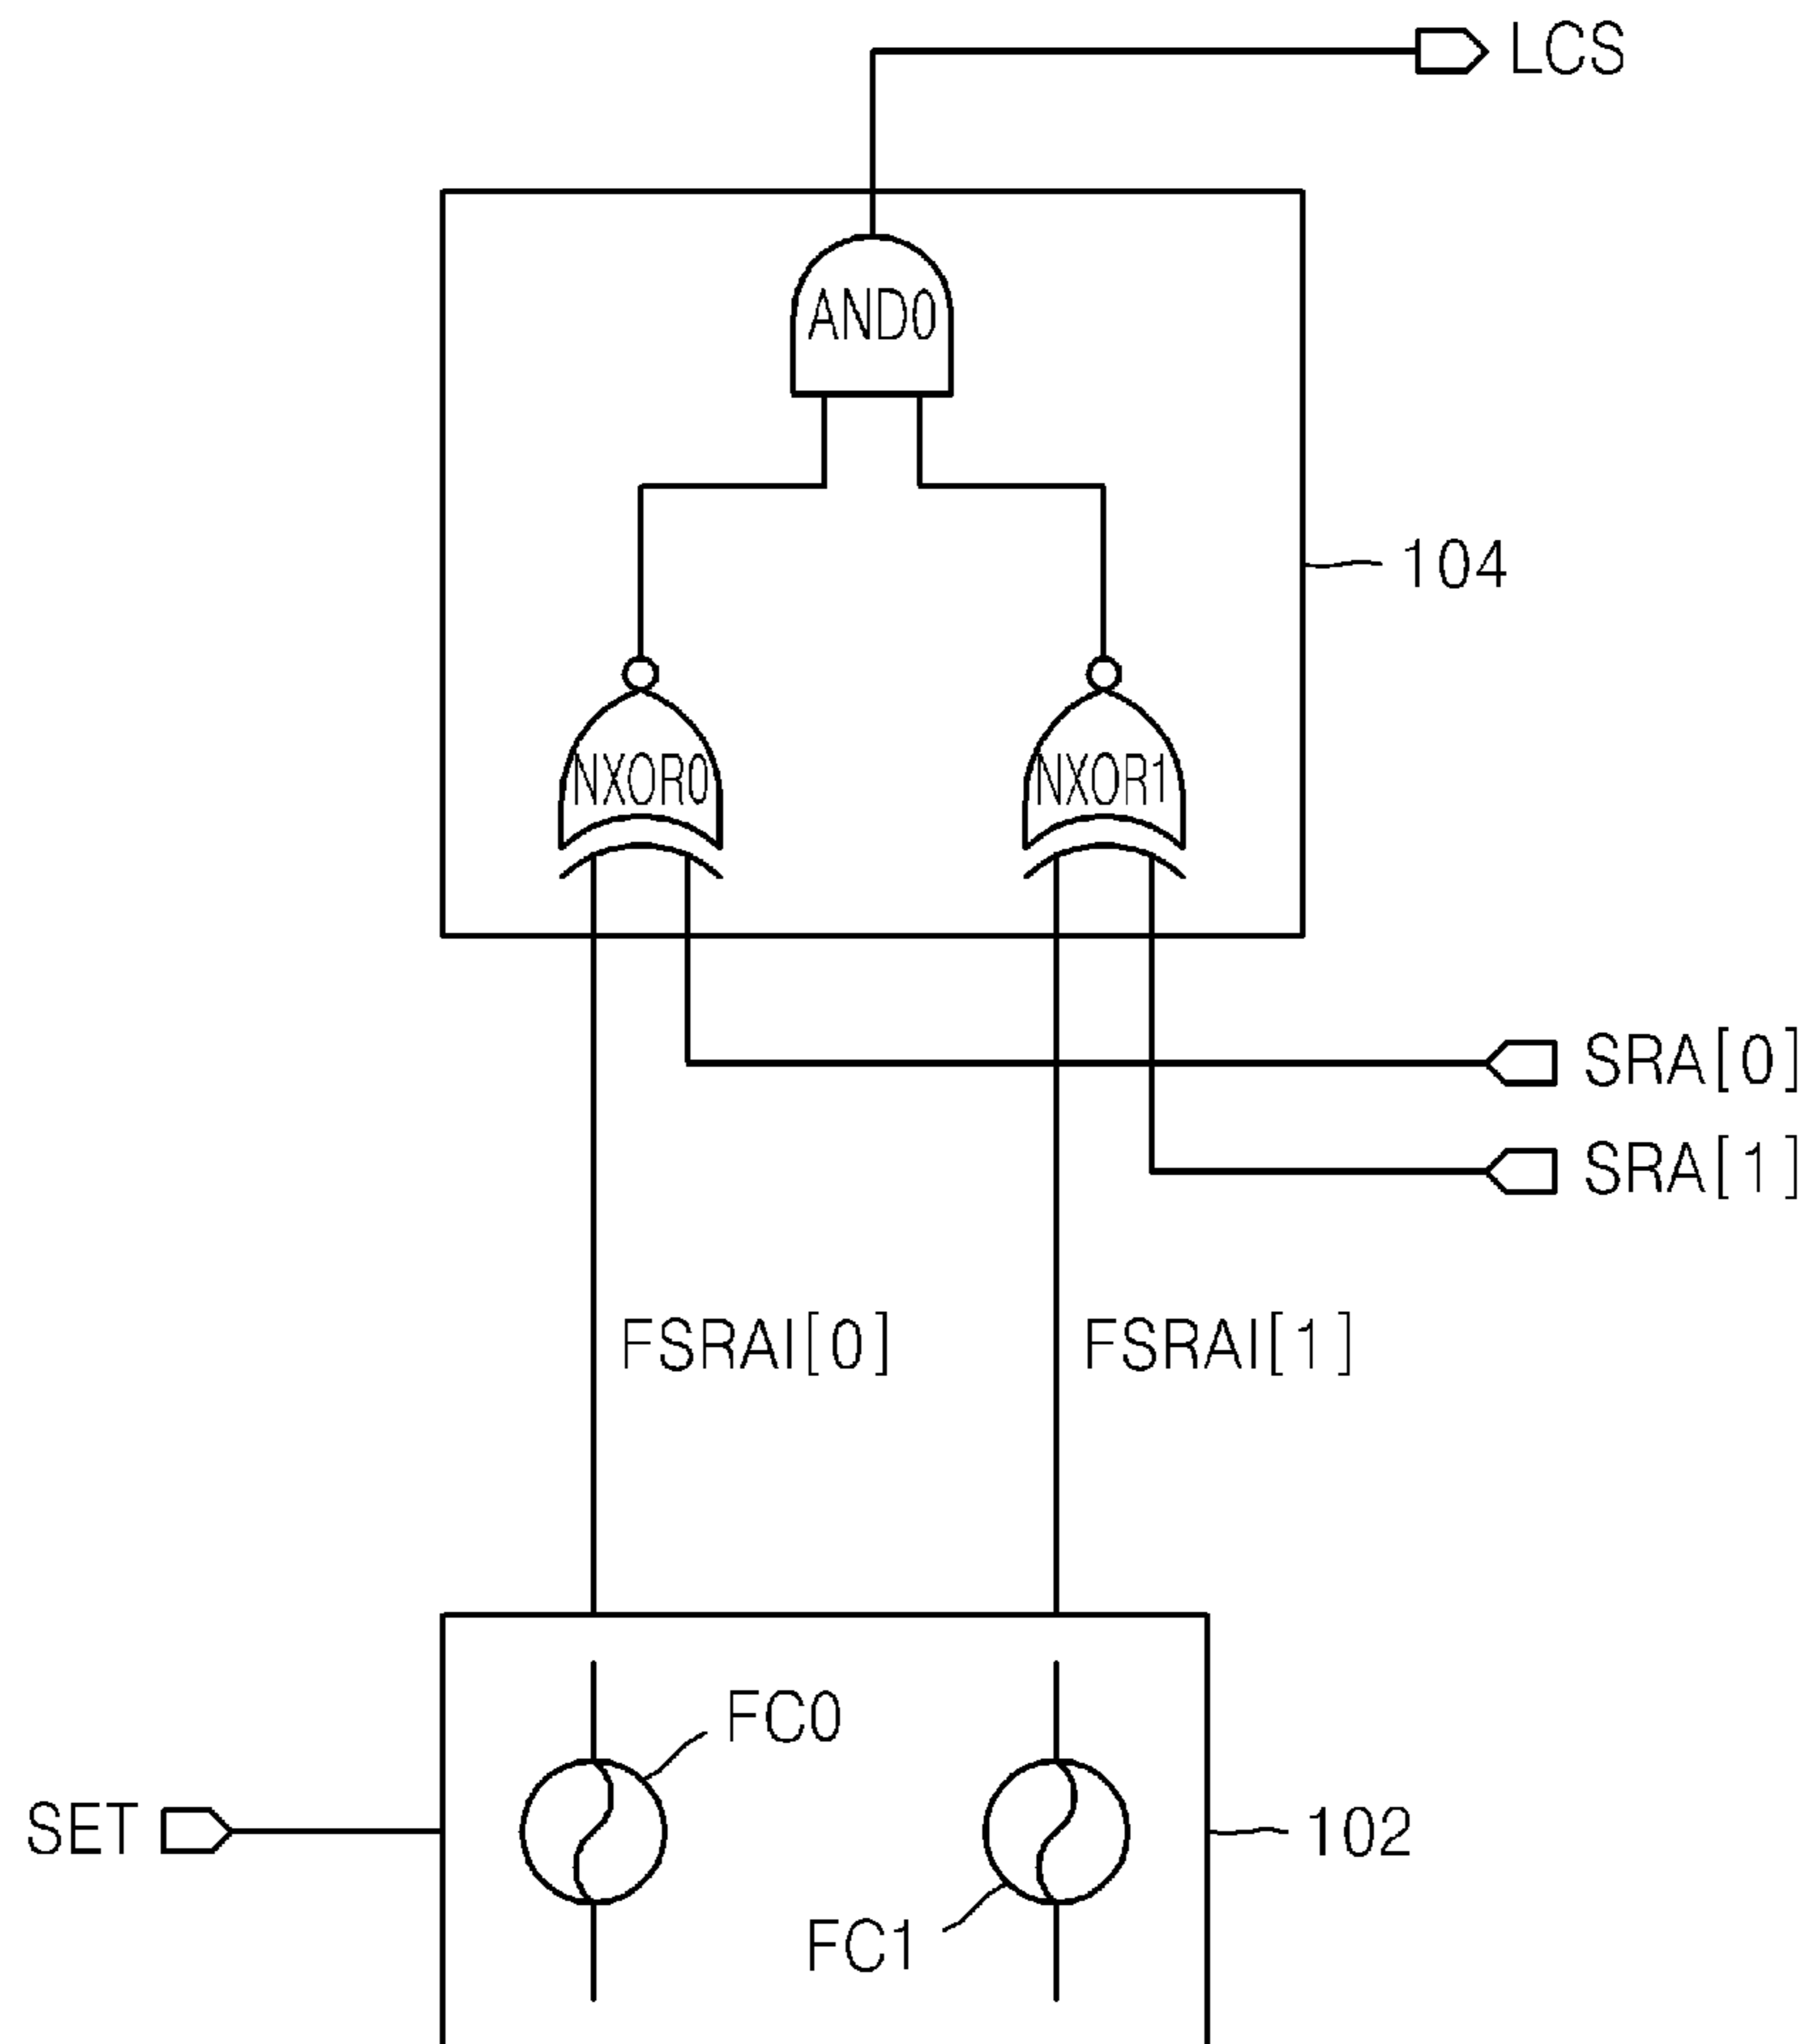 LCS
AND0
104
NXOR0 NXOR1
SRA[0]
SRA[1]
FSRAI[0] FSRAI[1]
FC0
SET
102
FC1